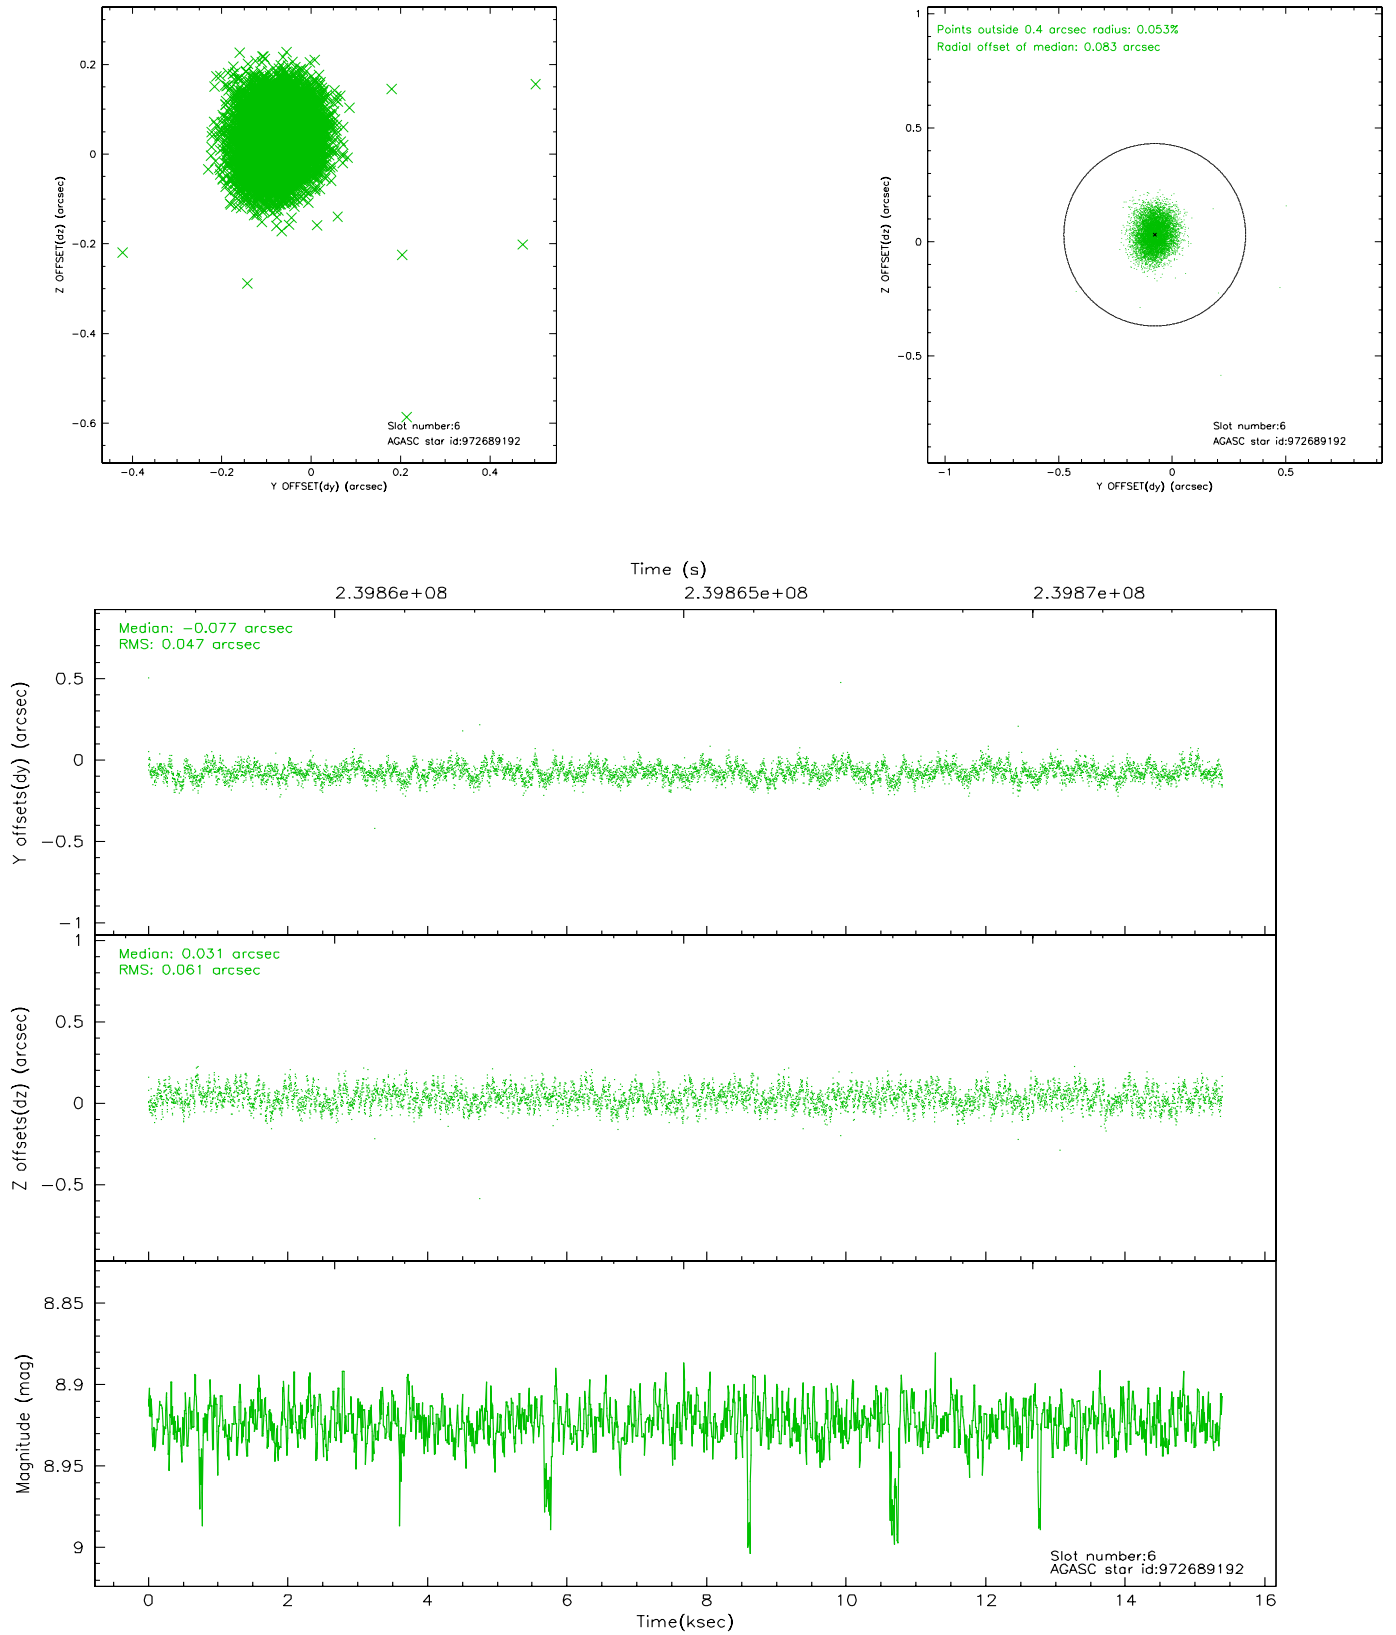 0.2
0
−0.2
−0.4
−0.6
Z OFFSET(dz) (arcsec)
Slot number:6
AGASC star id:972689192
−0.4
−0.2
0
0.2
0.4
Y OFFSET(dy) (arcsec)
Points outside 0.4 arcsec radius: 0.053%
Radial offset of median: 0.083 arcsec
1
0.5
0
−0.5
Z OFFSET(dz) (arcsec)
Slot number:6
AGASC star id:972689192
−1
−0.5
0
0.5
Y OFFSET(dy) (arcsec)
Time (s)
2.3986e+08
2.39865e+08
2.3987e+08
Median: −0.077 arcsec
RMS: 0.047 arcsec
0.5
0
−0.5
−1
Y offsets(dy) (arcsec)
Median: 0.031 arcsec
RMS: 0.061 arcsec
1
0.5
0
−0.5
Z offsets(dz) (arcsec)
8.85
8.9
8.95
9
Magnitude (mag)
Slot number:6
AGASC star id:972689192
0
2
4
6
8
10
12
14
16
Time(ksec)